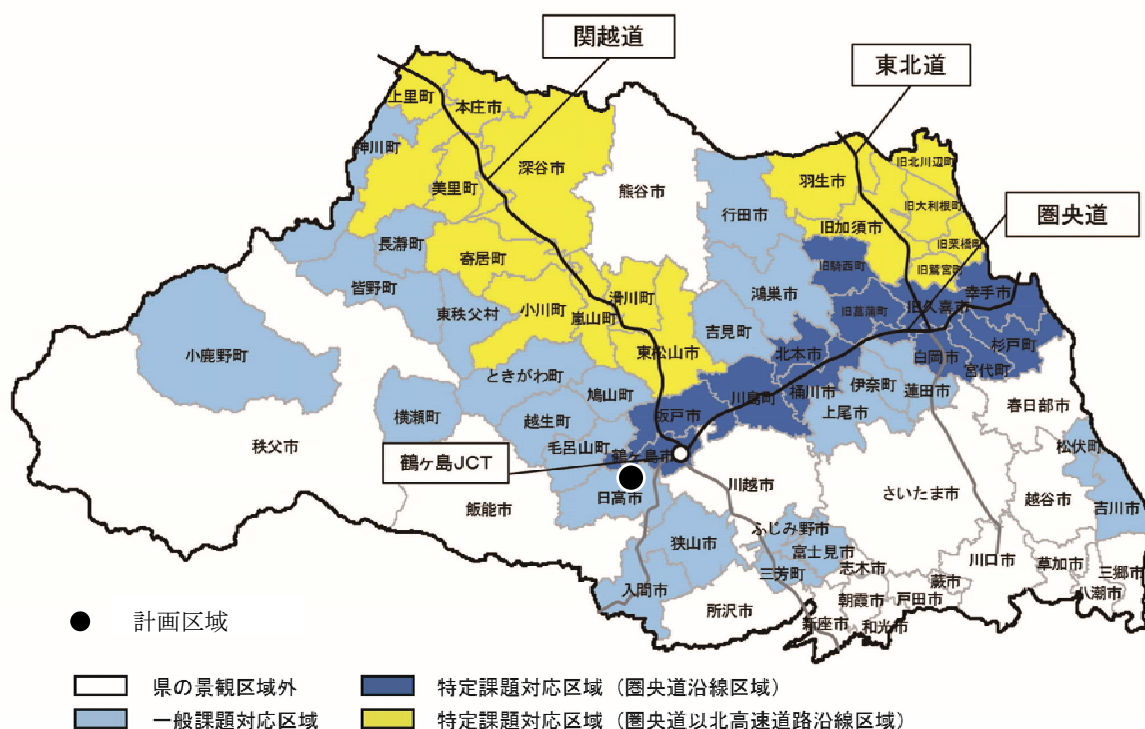 関越道
東北道
圏央道
上里町
本庄市
神川町
美里町
深谷市
熊谷市
行田市
羽生市
旧北川辺町
旧大利根町
旧加須市
旧栗橋町
旧鷲宮町
長瀞町
寄居町
皆野町
東秩父村
小川町
嵐山町
滑川町
東松山市
吉見町
鴻巣市
旧騎西町
旧菖蒲町
旧久喜市
幸手市
小鹿野町
北本市
白岡市
杉戸町
宮代町
ときがわ町
鳩山町
川島町
桶川市
伊奈町
蓮田市
上尾市
春日部市
横瀬町
越生町
坂戸市
秩父市
毛呂山町
鶴ヶ島JCT
鶴ヶ島市
松伏町
日高市
川越市
さいたま市
越谷市
吉川市
飯能市
狭山市
ふじみ野市
富士見市
三芳町
志木市
川口市
草加市
三郷市
八潮市
入間市
所沢市
朝霞市
戸田市
蕨市
新座市
和光市
計画区域
県の景観区域外
特定課題対応区域（圏央道沿線区域）
一般課題対応区域
特定課題対応区域（圏央道以北高速道路沿線区域）